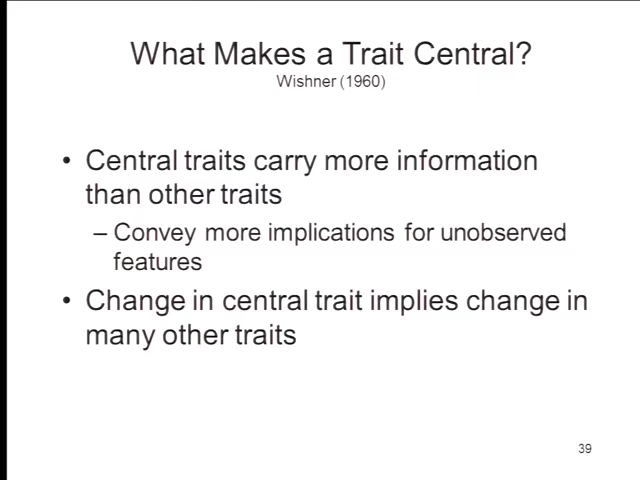 What Makes a Trait Central?
Wishner (1960)
• Central traits carry more information
than other traits
– Convey more implications for unobserved
features
• Change in central trait implies change in
many other traits
39